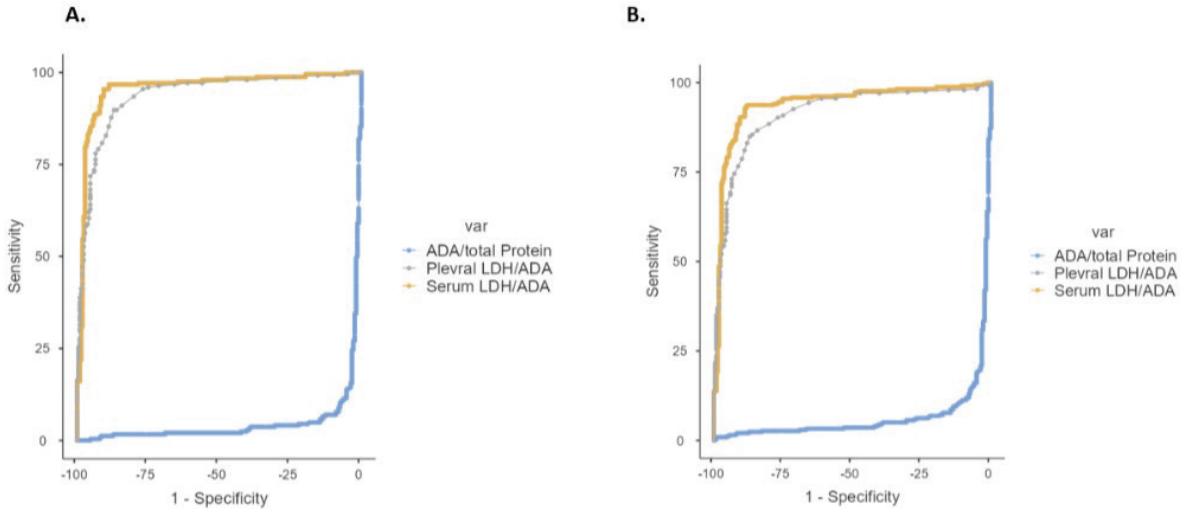 A.
100
75
50
25
0
Sensitivity
-100 -75 -50 -25 0
1 - Specificity
var
ADA/total Protein
Plevral LDH/ADA
Serum LDH/ADA
B.
100
75
50
25
0
Sensitivity
-100 -75 -50 -25 0
1 - Specificity
var
ADA/total Protein
Plevral LDH/ADA
Serum LDH/ADA